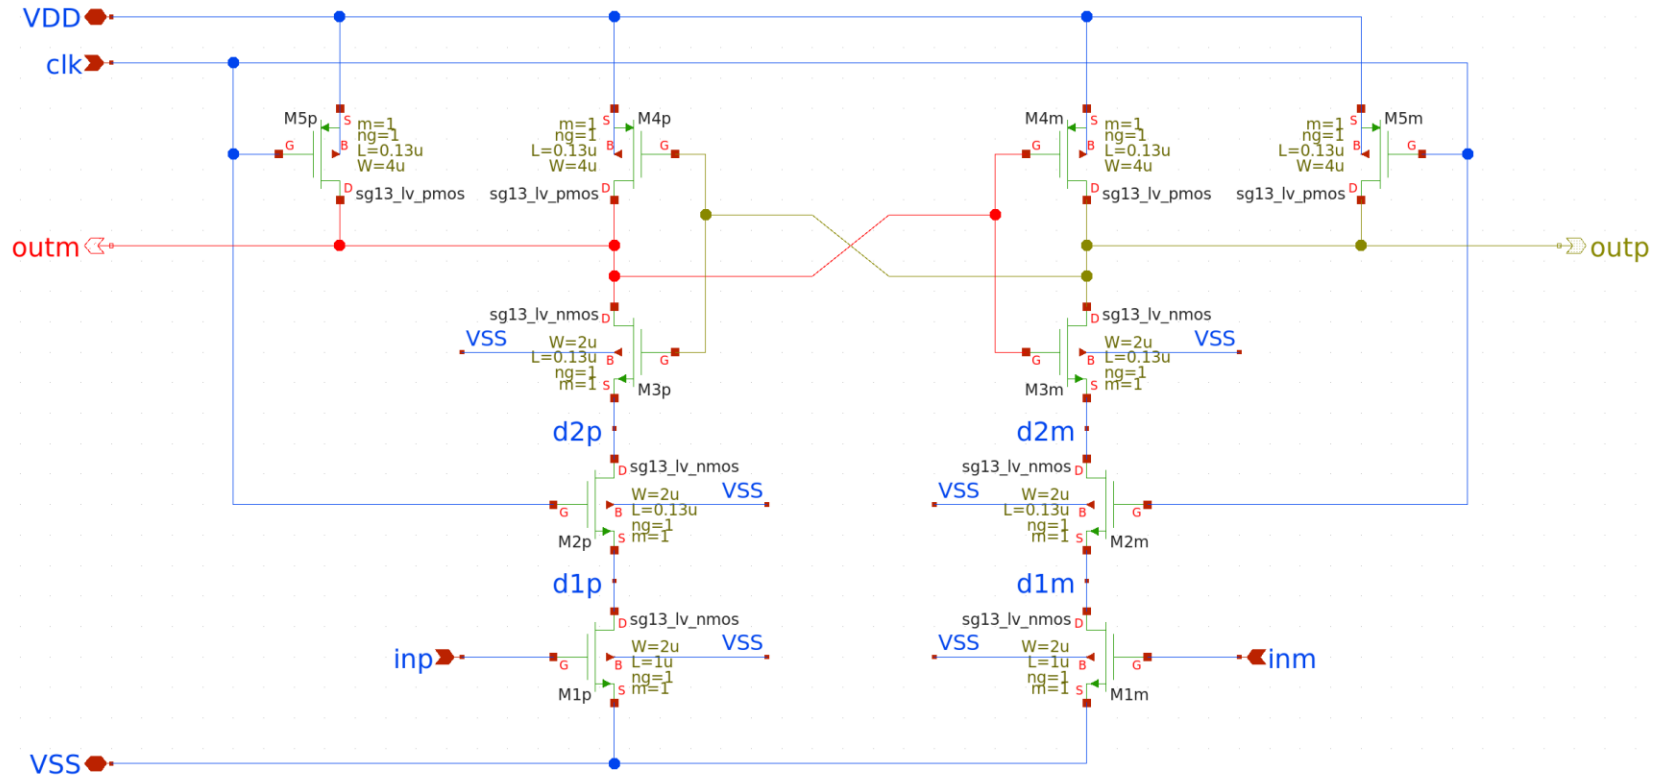 VDD
clk
M5p
S
m=1
ng=1
L=0.13u
W=4u
G
B
D
sg13_lv_pmos
M4p
S
m=1
ng=1
L=0.13u
W=4u
G
B
D
sg13_lv_pmos
M4m
S
m=1
ng=1
L=0.13u
W=4u
G
B
D
sg13_lv_pmos
M5m
S
m=1
ng=1
L=0.13u
W=4u
G
B
D
sg13_lv_pmos
outm
outp
sg13_lv_nmos
D
VSS
W=2u
L=0.13u
ng=1
m=1
B
G
S
M3p
sg13_lv_nmos
D
VSS
W=2u
L=0.13u
ng=1
m=1
G
B
S
M3m
d2p
d2m
sg13_lv_nmos
D
VSS
W=2u
L=0.13u
ng=1
m=1
G
B
S
M2p
sg13_lv_nmos
D
VSS
W=2u
L=0.13u
ng=1
m=1
B
G
S
M2m
d1p
d1m
sg13_lv_nmos
D
VSS
inp
W=2u
L=1u
ng=1
m=1
G
B
S
M1p
sg13_lv_nmos
D
VSS
inm
W=2u
L=1u
ng=1
m=1
B
G
S
M1m
VSS